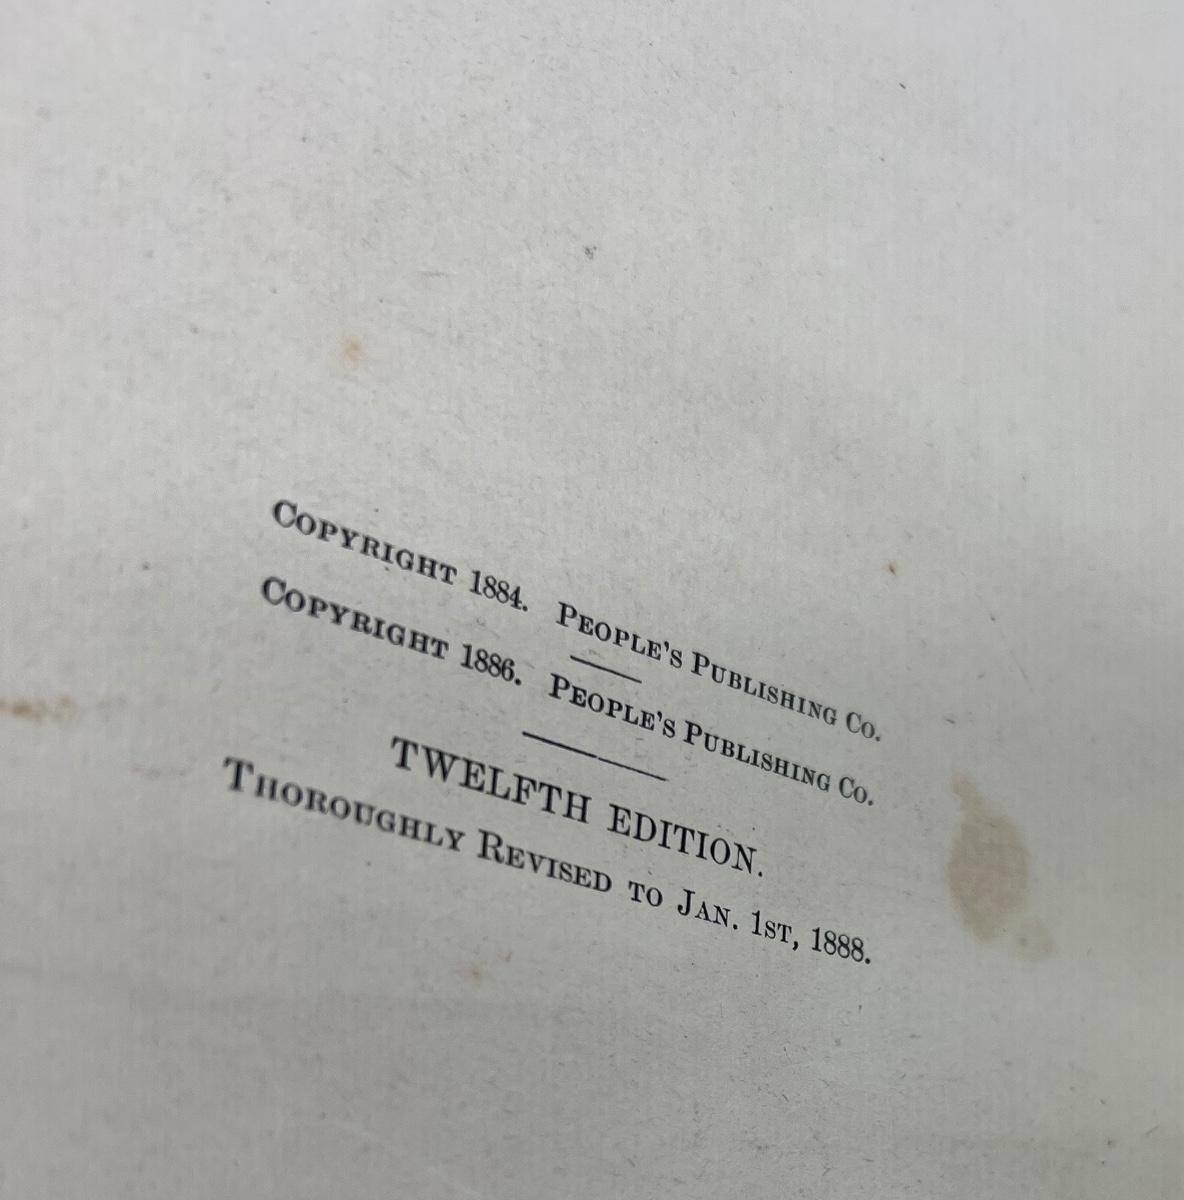 Copyright 1884. People's Publishing Co.
Copyright 1886. People's Publishing Co.
TWELFTH EDITION.
Thoroughly Revised to Jan. 1st, 1888.